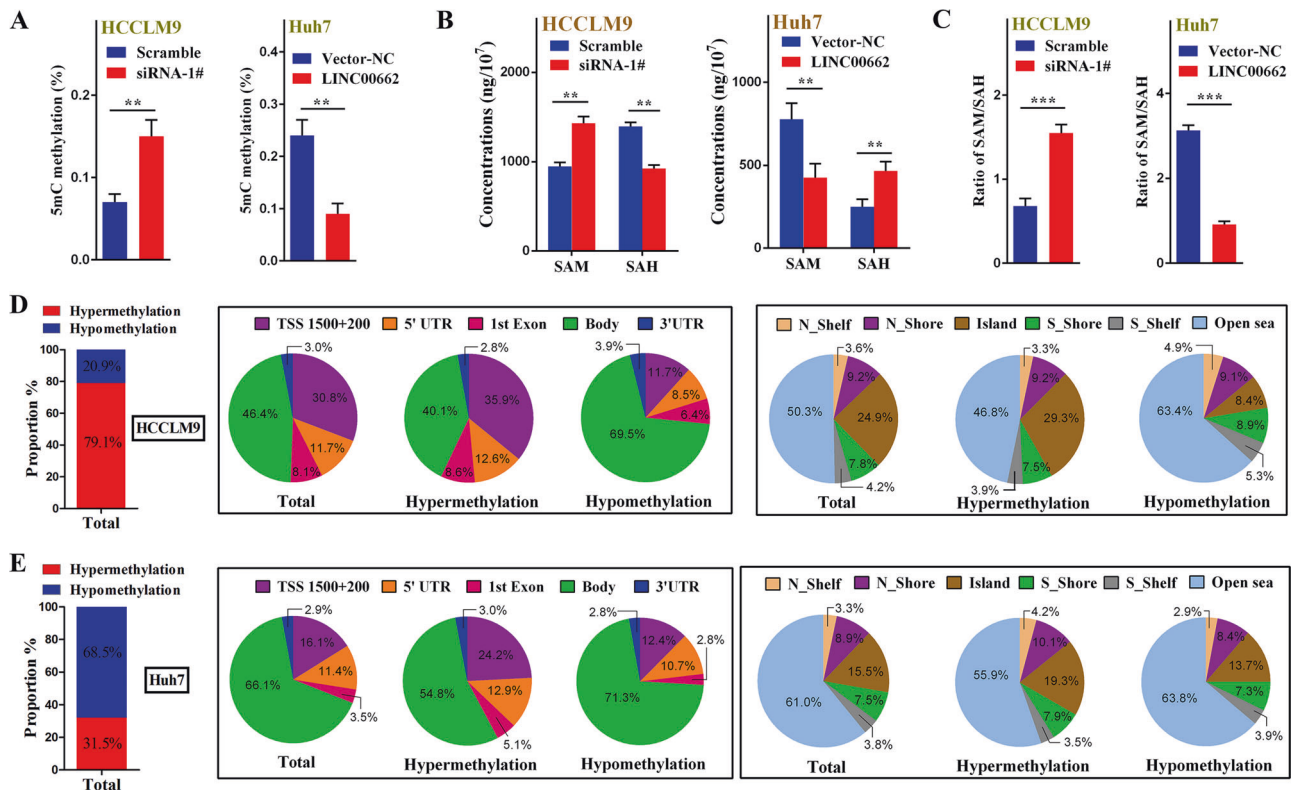 A
HCCLM9
Scramble
siRNA-1#
5mC methylation (%)
0.2
0.1
0.0
**
Huh7
Vector-NC
LINC00662
5mC methylation (%)
0.4
0.3
0.2
0.1
0.0
**
B
HCCLM9
Scramble
siRNA-1#
Concentrations (ng/10⁷)
2000
1000
0
** **
SAM SAH
Huh7
Vector-NC
LINC00662
Concentrations (ng/10⁷)
1000
500
0
** **
SAM SAH
C
HCCLM9
Scramble
siRNA-1#
Ratio of SAM/SAH
2
1
0
***
Huh7
Vector-NC
LINC00662
Ratio of SAM/SAH
4
2
0
***
D
Hypermethylation
Hypomethylation
Proportion %
100
80
60
40
20
0
20.9%
79.1%
Total
HCCLM9
TSS 1500+200 5' UTR 1st Exon Body 3'UTR
3.0%
30.8%
11.7%
8.1%
46.4%
Total
2.8%
35.9%
12.6%
8.6%
40.1%
Hypermethylation
3.9%
11.7%
8.5%
6.4%
69.5%
Hypomethylation
N_Shelf N_Shore Island S_Shore S_Shelf Open sea
3.6%
9.2%
24.9%
7.8%
4.2%
50.3%
Total
3.3%
9.2%
29.3%
7.5%
3.9%
46.8%
Hypermethylation
4.9%
9.1%
8.4%
8.9%
5.3%
63.4%
Hypomethylation
E
Hypermethylation
Hypomethylation
Proportion %
100
80
60
40
20
0
68.5%
31.5%
Total
Huh7
TSS 1500+200 5' UTR 1st Exon Body 3'UTR
2.9%
16.1%
11.4%
3.5%
66.1%
Total
3.0%
24.2%
12.9%
5.1%
54.8%
Hypermethylation
2.8%
12.4%
10.7%
2.8%
71.3%
Hypomethylation
N_Shelf N_Shore Island S_Shore S_Shelf Open sea
3.3%
8.9%
15.5%
7.5%
3.8%
61.0%
Total
4.2%
10.1%
19.3%
7.9%
3.5%
55.9%
Hypermethylation
2.9%
8.4%
13.7%
7.3%
3.9%
63.8%
Hypomethylation